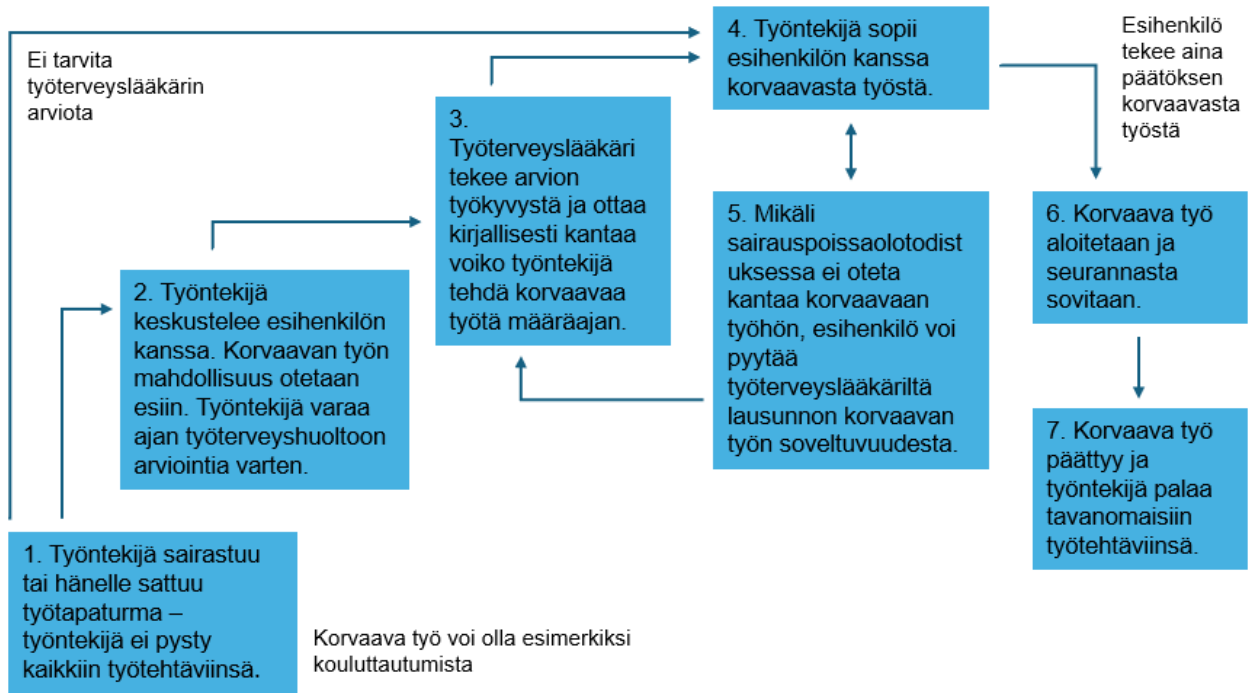 Ei tarvita
työterveyslääkärin
arviota
1. Työntekijä sairastuu
tai hänelle sattuu
työtapaturma –
työntekijä ei pysty
kaikkiin työtehtäviinsä.
Korvaava työ voi olla esimerkiksi
kouluttautumista
2. Työntekijä
keskustelee esihenkilön
kanssa. Korvaavan työn
mahdollisuus otetaan
esiin. Työntekijä varaa
ajan työterveyshuoltoon
arviointia varten.
3.
Työterveyslääkäri
tekee arvion
työkyvystä ja ottaa
kirjallisesti kantaa
voiko työntekijä
tehdä korvaavaa
työtä määräajan.
4. Työntekijä sopii
esihenkilön kanssa
korvaavasta työstä.
5. Mikäli
sairauspoissaolotodist
uksessa ei oteta
kantaa korvaavaan
työhön, esihenkilö voi
pyytää
työterveyslääkäriltä
lausunnon korvaavan
työn soveltuvuudesta.
Esihenkilö
tekee aina
päätöksen
korvaavasta
työstä
6. Korvaava työ
aloitetaan ja
seurannasta
sovitaan.
7. Korvaava työ
päättyy ja
työntekijä palaa
tavanomaisiin
työtehtäviinsä.